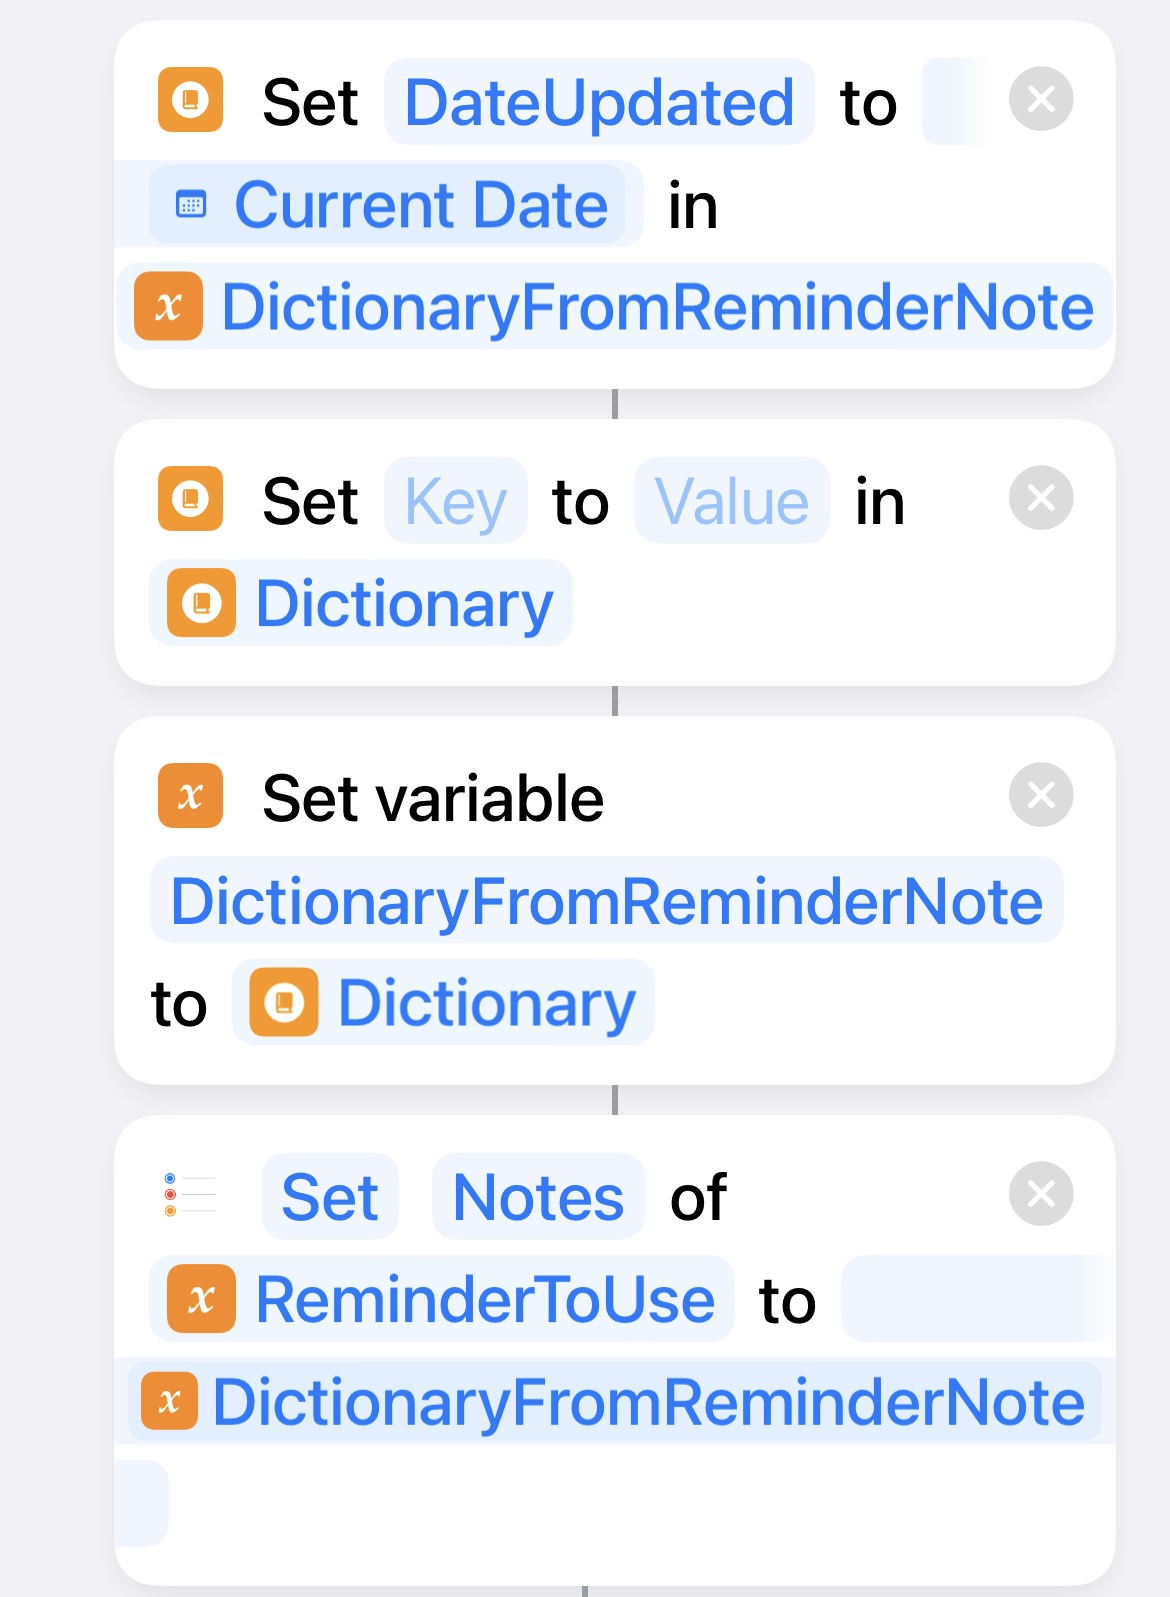 Set DateUpdated to
Current Date in
x DictionaryFromReminderNote
Set Key to Value in
Dictionary
x Set variable
DictionaryFromReminderNote
to Dictionary
Set Notes of
x ReminderToUse to
x DictionaryFromReminderNote